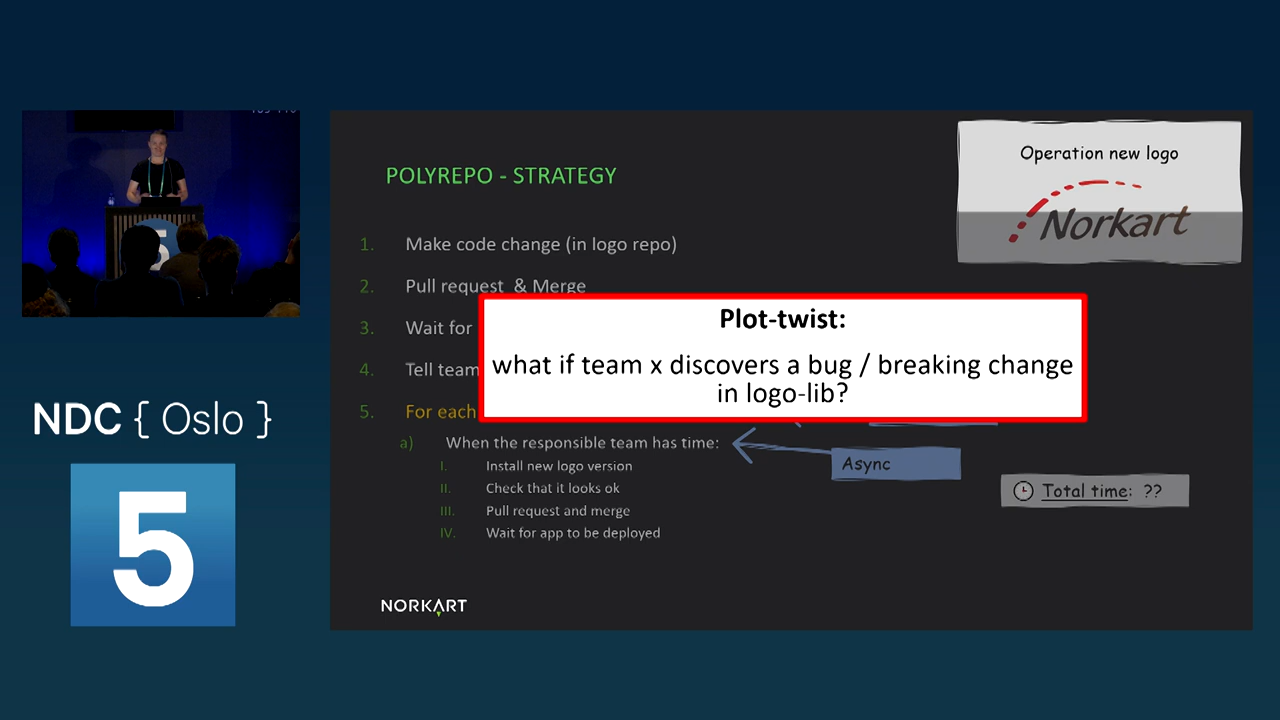 POLYREPO - STRATEGY
Operation new logo
Norkart
1. Make code change (in logo repo)
2. Pull request & Merge
3. Wait for
4. Tell team
5. For each
Plot-twist:
what if team x discovers a bug / breaking change
in logo-lib?
a) When the responsible team has time:
Async
I. Install new logo version
II. Check that it looks ok
III. Pull request and merge
IV. Wait for app to be deployed
Total time: ??
NORKART
NDC { Oslo }
5